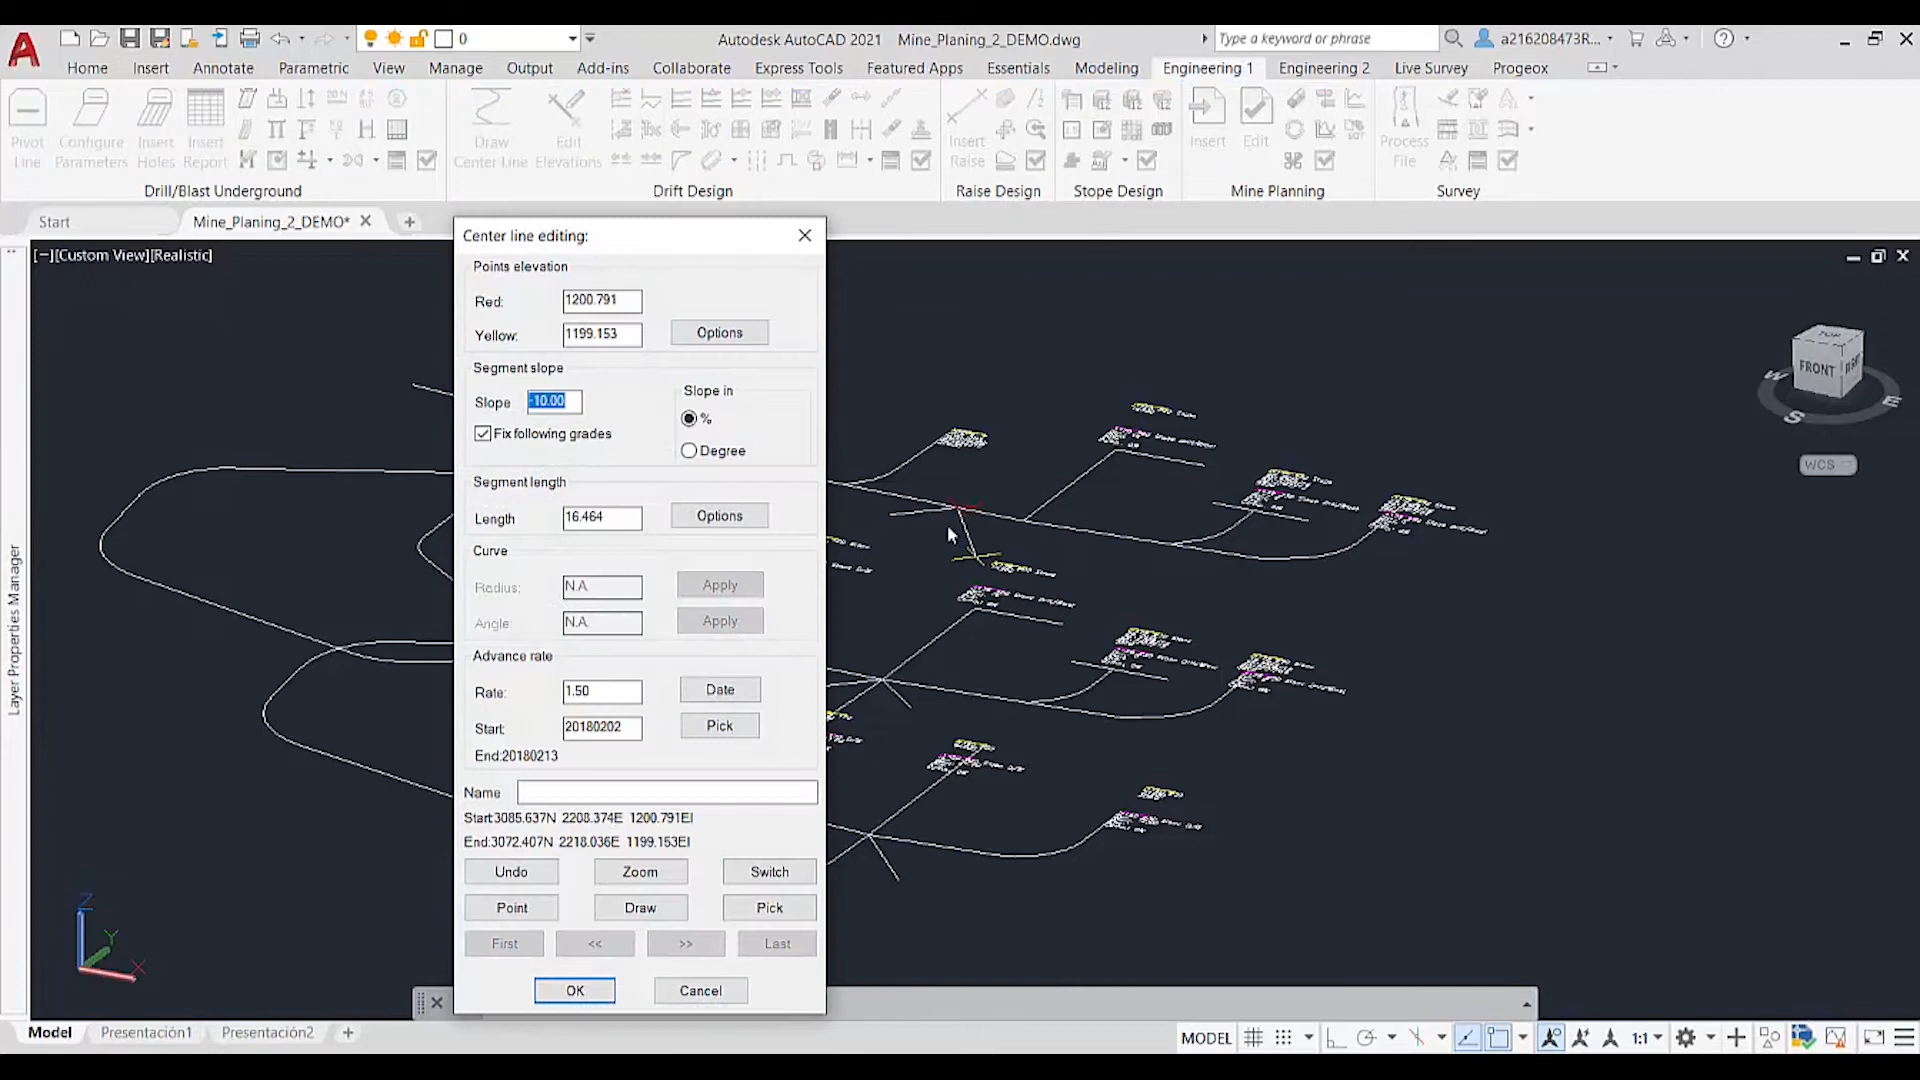 0
Autodesk AutoCAD 2021 Mine_Planing_2_DEMO.dwg
Type a keyword or phrase
a216208473R...
Home Insert Annotate Parametric View Manage Output Add-ins Collaborate Express Tools Featured Apps Essentials Modeling Engineering 1 Engineering 2 Live Survey Progeox
Pivot Line
Configure Parameters
Insert Holes
Insert Report
Draw Center Line
Edit Elevations
Insert Raise
Insert
Edit
Process File
Drill/Blast Underground Drift Design Raise Design Stope Design Mine Planning Survey
Start Mine_Planing_2_DEMO*
[−][Custom View][Realistic]
Center line editing:
Points elevation
Red: 1200.791
Yellow: 1199.153 Options
Segment slope
Slope -10.00
Slope in
%
Fix following grades
Degree
Segment length
Length 16.464 Options
Curve
Radius: N.A Apply
Angle: N.A Apply
Advance rate
Rate: 1.50 Date
Start: 20180202 Pick
End:20180213
Name
Start:3085.637N 2208.374E 1200.791El
End:3072.407N 2218.036E 1199.153El
Undo Zoom Switch
Point Draw Pick
First << >> Last
OK Cancel
TOP
FRONT
W
S
E
WCS
Layer Properties Manager
Z
Y
X
Model Presentación1 Presentación2
MODEL
1:1